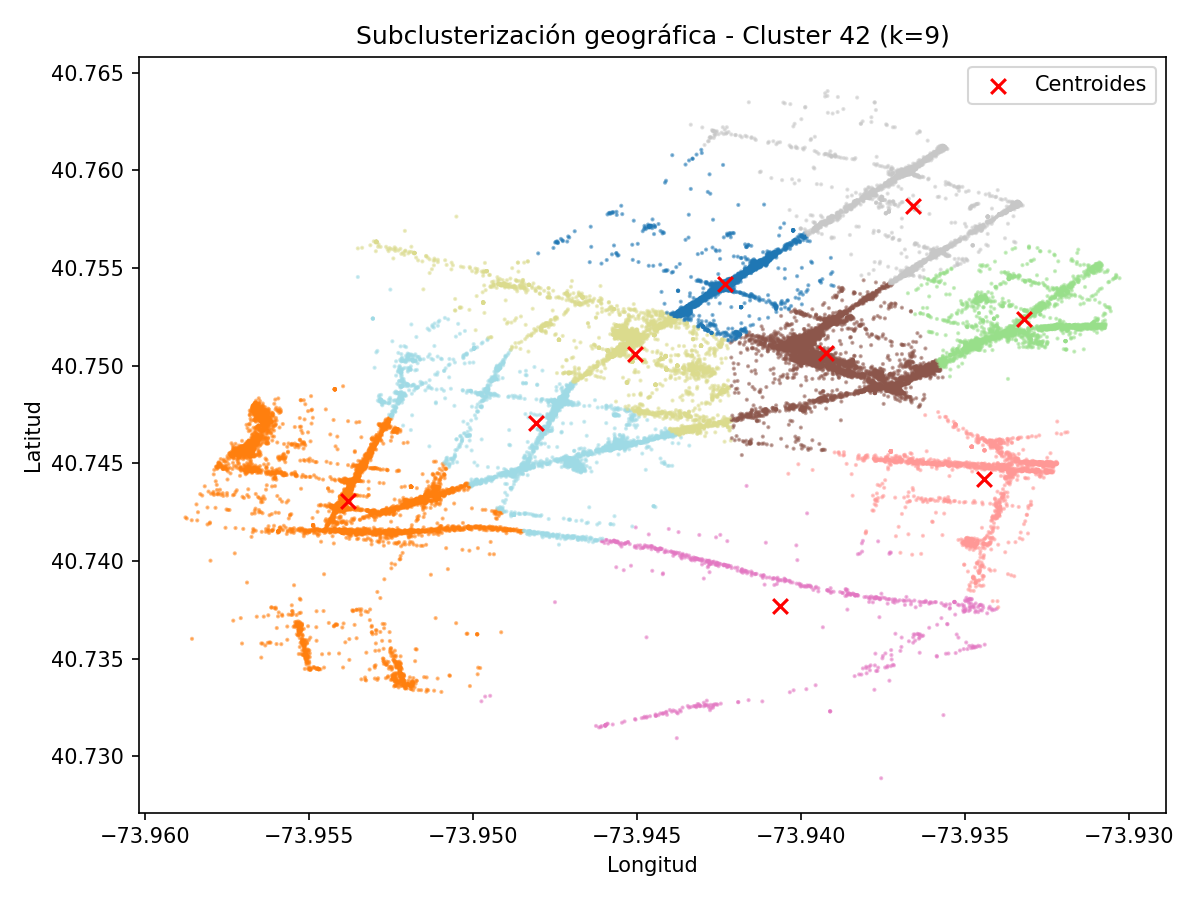 Subclusterización geográfica - Cluster 42 (k=9)
Centroides
40.765
40.760
40.755
40.750
40.745
40.740
40.735
40.730
Latitud
−73.960 −73.955 −73.950 −73.945 −73.940 −73.935 −73.930
Longitud